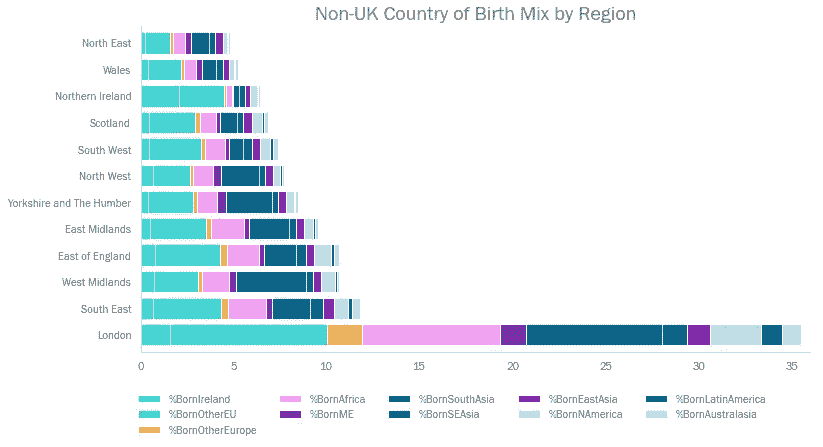 Non-UK Country of Birth Mix by Region
North East
Wales
Northern Ireland
Scotland
South West
North West
Yorkshire and The Humber
East Midlands
East of England
West Midlands
South East
London
0 5 10 15 20 25 30 35
%BornIreland %BornAfrica %BornSouthAsia %BornEastAsia %BornLatinAmerica
%BornOtherEU %BornME %BornSEAsia %BornNAmerica %BornAustralasia
%BornOtherEurope